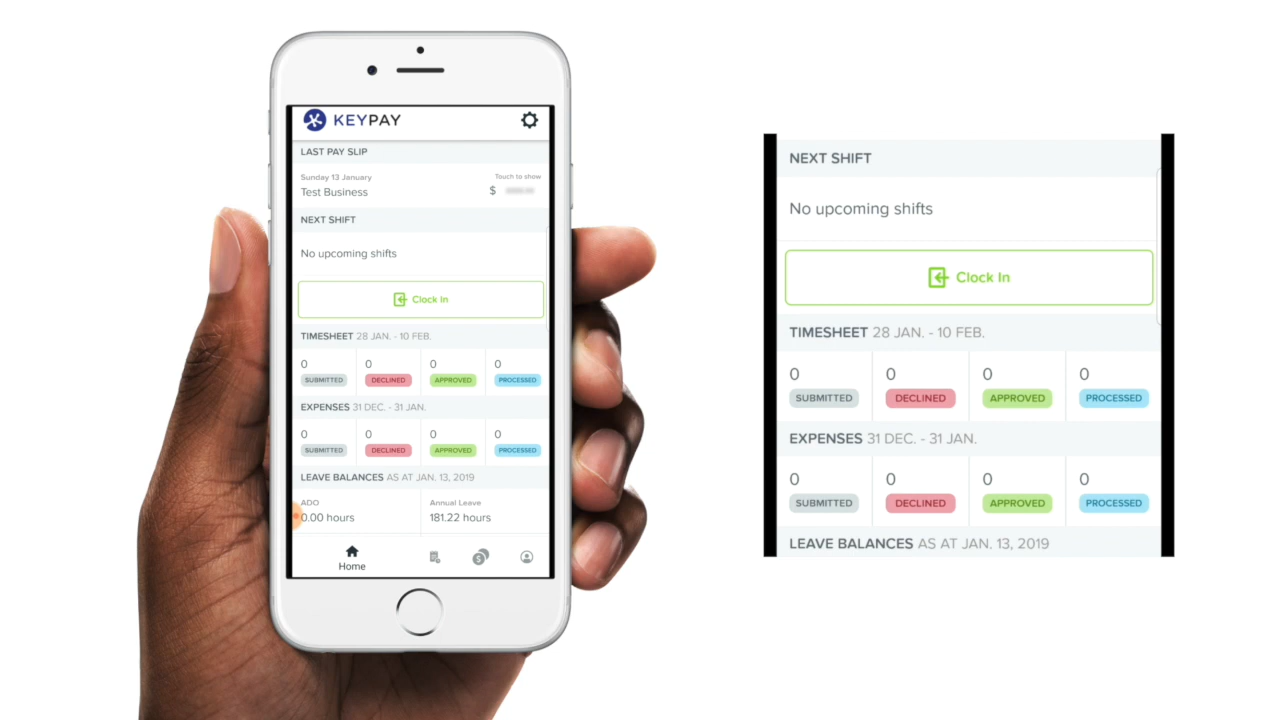 KEYPAY
LAST PAY SLIP
Sunday 13 January
Touch to show
Test Business
$
NEXT SHIFT
No upcoming shifts
Clock In
TIMESHEET 28 JAN. - 10 FEB.
0 0 0 0
SUBMITTED DECLINED APPROVED PROCESSED
EXPENSES 31 DEC. - 31 JAN.
0 0 0 0
SUBMITTED DECLINED APPROVED PROCESSED
LEAVE BALANCES AS AT JAN. 13, 2019
ADO Annual Leave
0.00 hours 181.22 hours
Home
NEXT SHIFT
No upcoming shifts
Clock In
TIMESHEET 28 JAN. - 10 FEB.
0 0 0 0
SUBMITTED DECLINED APPROVED PROCESSED
EXPENSES 31 DEC. - 31 JAN.
0 0 0 0
SUBMITTED DECLINED APPROVED PROCESSED
LEAVE BALANCES AS AT JAN. 13, 2019